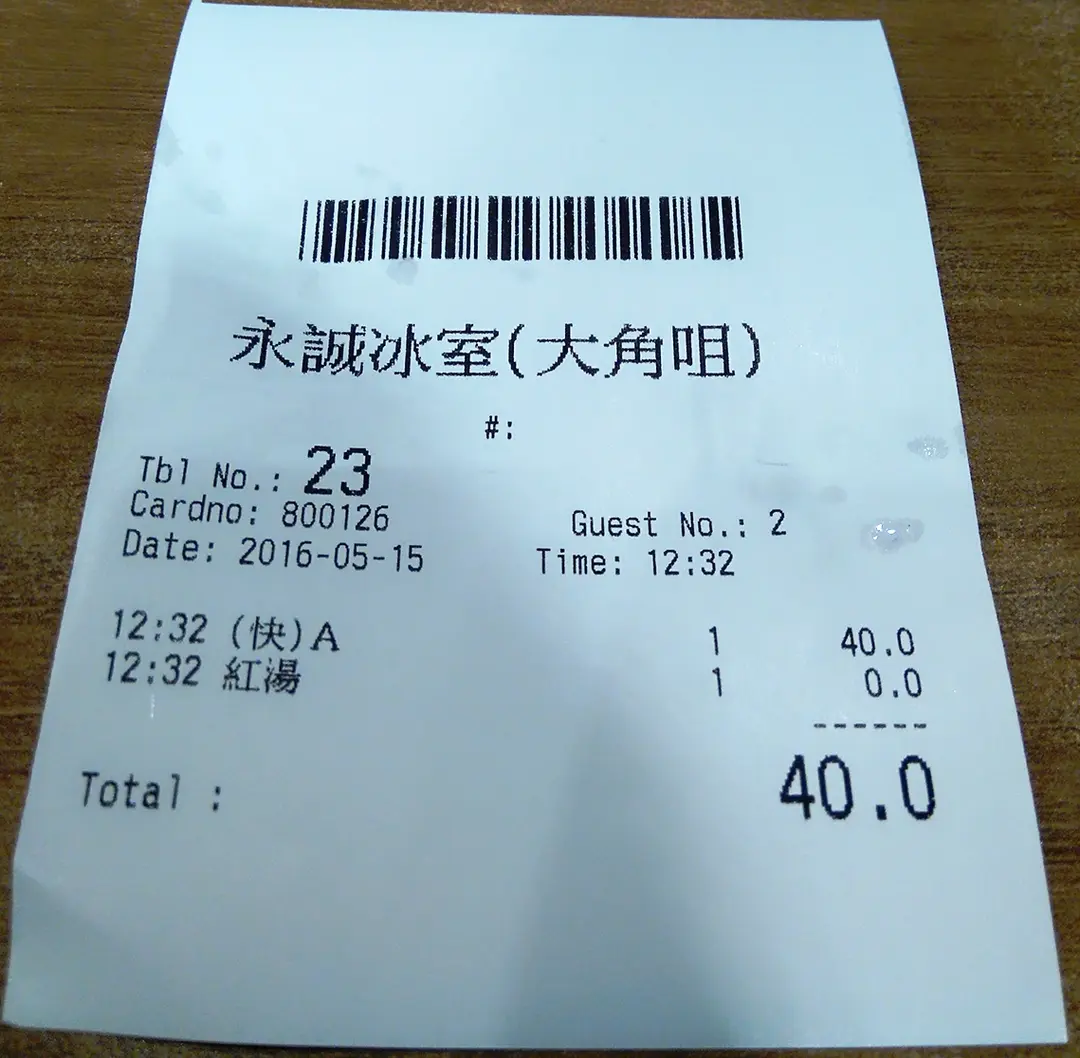 永誠冰室(大角咀)
#:
Tbl No.: 23
Cardno: 800126 Guest No.: 2
Date: 2016-05-15 Time: 12:32
12:32 (快)A 1 40.0
12:32 紅湯 1 0.0
------
Total : 40.0